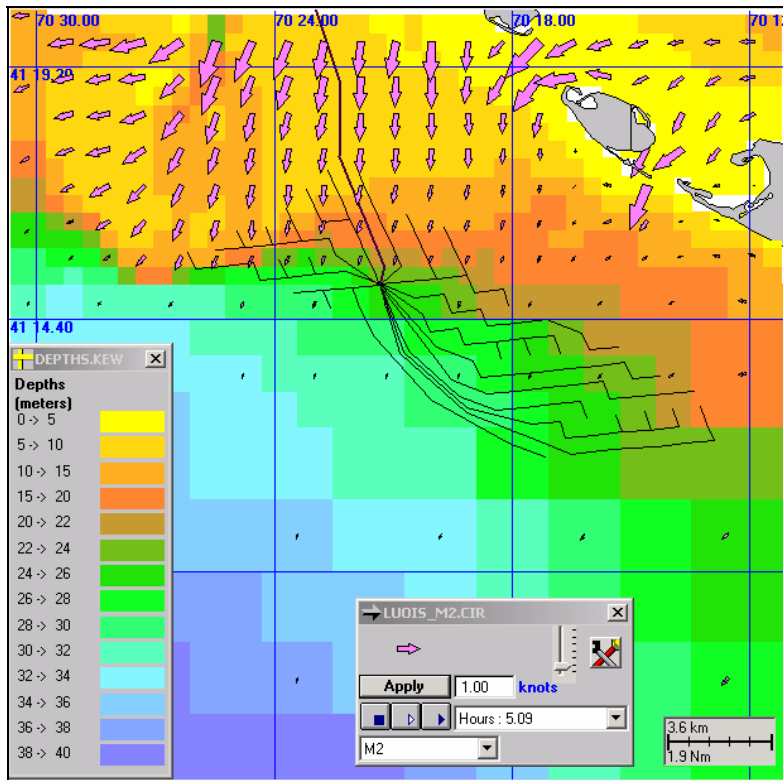 70 30.00 70 24.00 70 18.00 70 1
41 19.20
41 14.40
DEPTHS.KEW
Depths
(meters)
0 -> 5
5 -> 10
10 -> 15
15 -> 20
20 -> 22
22 -> 24
24 -> 26
26 -> 28
28 -> 30
30 -> 32
32 -> 34
34 -> 36
36 -> 38
38 -> 40
LUOIS_M2.CIR
Apply 1.00 knots
Hours : 5.09
M2
3.6 km
1.9 Nm